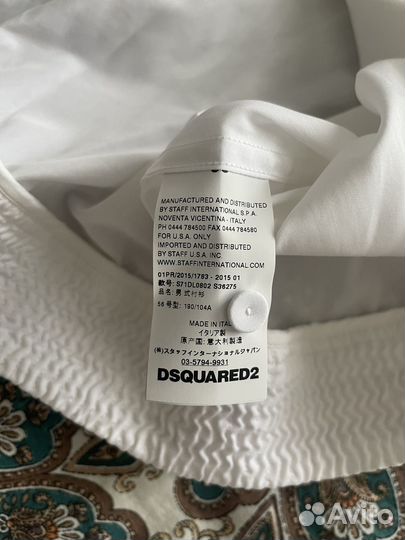 MANUFACTURED AND DISTRIBUTED
BY STAFF INTERNATIONAL S.P.A.
NOVENTA VICENTINA - ITALY
PH 0444 784500 FAX 0444 784580
FOR U.S.A. ONLY
IMPORTED AND DISTRIBUTED
BY STAFF U.S.A. INC
WWW.STAFFINTERNATIONAL.COM
01PR/2015/1783 - 2015 01
款号: S71DL0802 S36275
品名: 男式衬衫
56 号型: 190/104A
MADE IN ITALY
イタリア製
原产国: 意大利製造
(株)スタッフインターナショナルジャパン
03-5794-9931
DSQUARED2
Avito